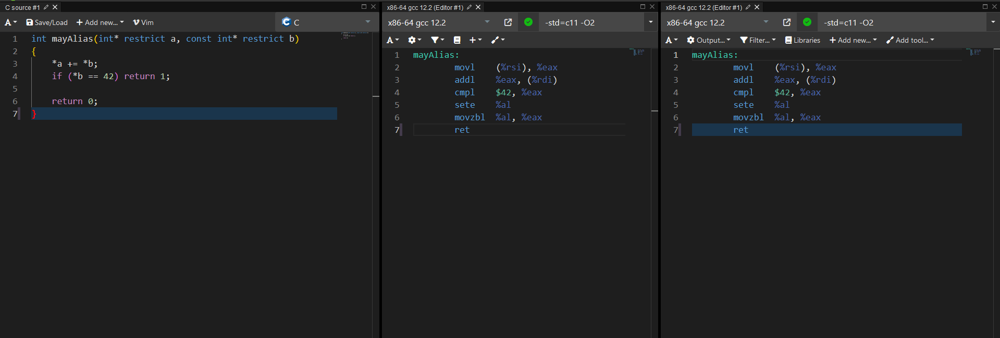 C source #1
A Save/Load Add new... Vim C
1 int mayAlias(int* restrict a, const int* restrict b)
2 {
3     *a += *b;
4     if (*b == 42) return 1;
5
6     return 0;
7 }
x86-64 gcc 12.2 (Editor #1)
x86-64 gcc 12.2 -std=c11 -O2
A
1 mayAlias:
2         movl    (%rsi), %eax
3         addl    %eax, (%rdi)
4         cmpl    $42, %eax
5         sete    %al
6         movzbl  %al, %eax
7         ret
x86-64 gcc 12.2 (Editor #1)
x86-64 gcc 12.2 -std=c11 -O2
A Output... Filter... Libraries Add new... Add tool...
1 mayAlias:
2         movl    (%rsi), %eax
3         addl    %eax, (%rdi)
4         cmpl    $42, %eax
5         sete    %al
6         movzbl  %al, %eax
7         ret